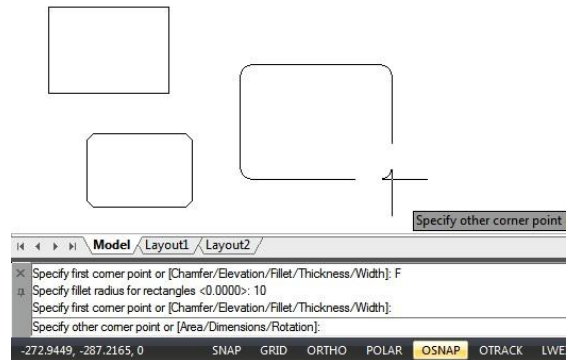 Specify other corner point
Model Layout1 Layout2
Specify first corner point or [Chamfer/Elevation/Fillet/Thickness/Width]: F
Specify fillet radius for rectangles <0.0000>: 10
Specify first corner point or [Chamfer/Elevation/Fillet/Thickness/Width]:
Specify other corner point or [Area/Dimensions/Rotation]:
-272.9449, -287.2165, 0 SNAP GRID ORTHO POLAR OSNAP OTRACK LWE